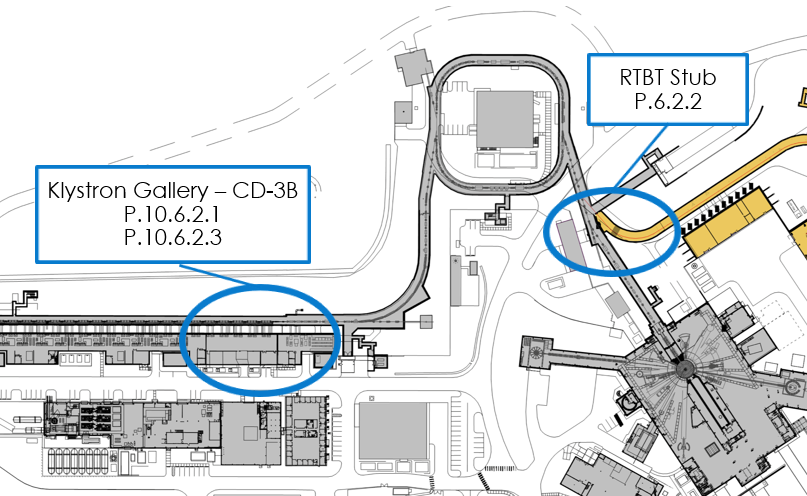 RTBT Stub
P.6.2.2
Klystron Gallery – CD-3B
P.10.6.2.1
P.10.6.2.3